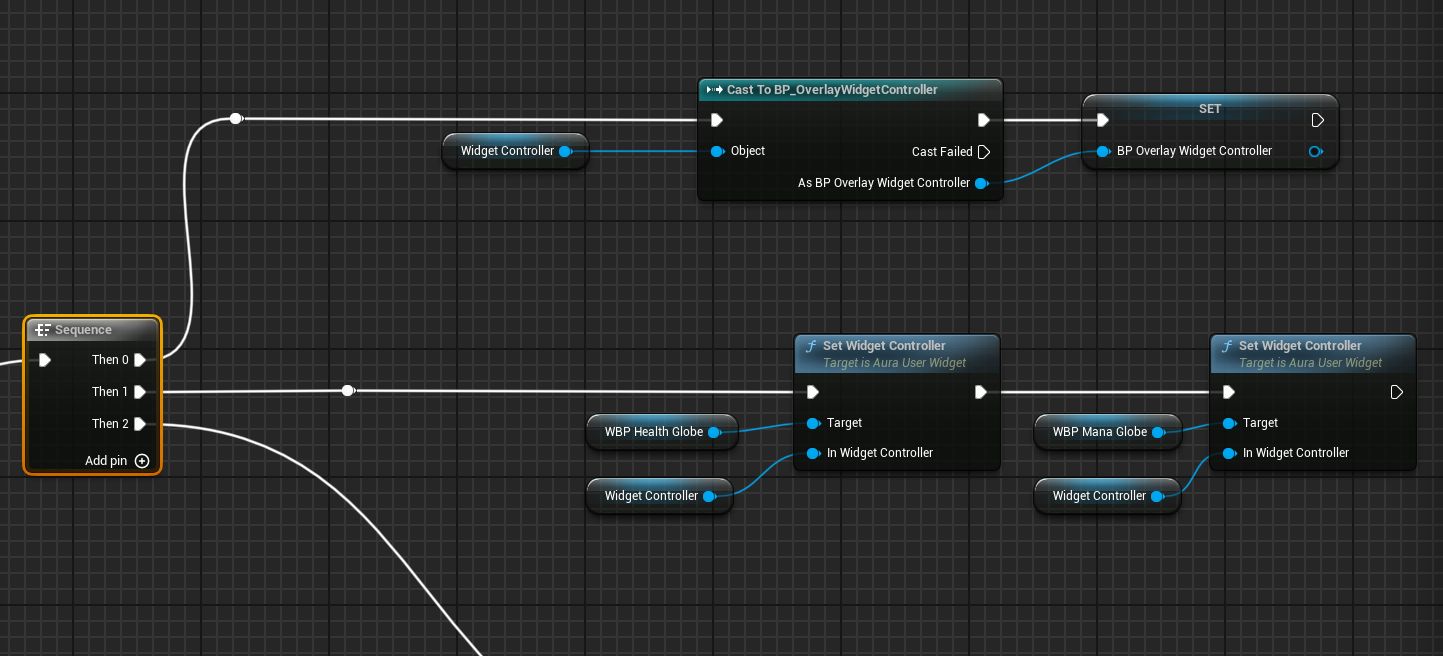 Cast To BP_OverlayWidgetController
SET
Widget Controller
Object
Cast Failed
BP Overlay Widget Controller
As BP Overlay Widget Controller
Sequence
Then 0
Then 1
Then 2
Add pin
Set Widget Controller
Target is Aura User Widget
WBP Health Globe
Target
In Widget Controller
Widget Controller
Set Widget Controller
Target is Aura User Widget
WBP Mana Globe
Target
In Widget Controller
Widget Controller